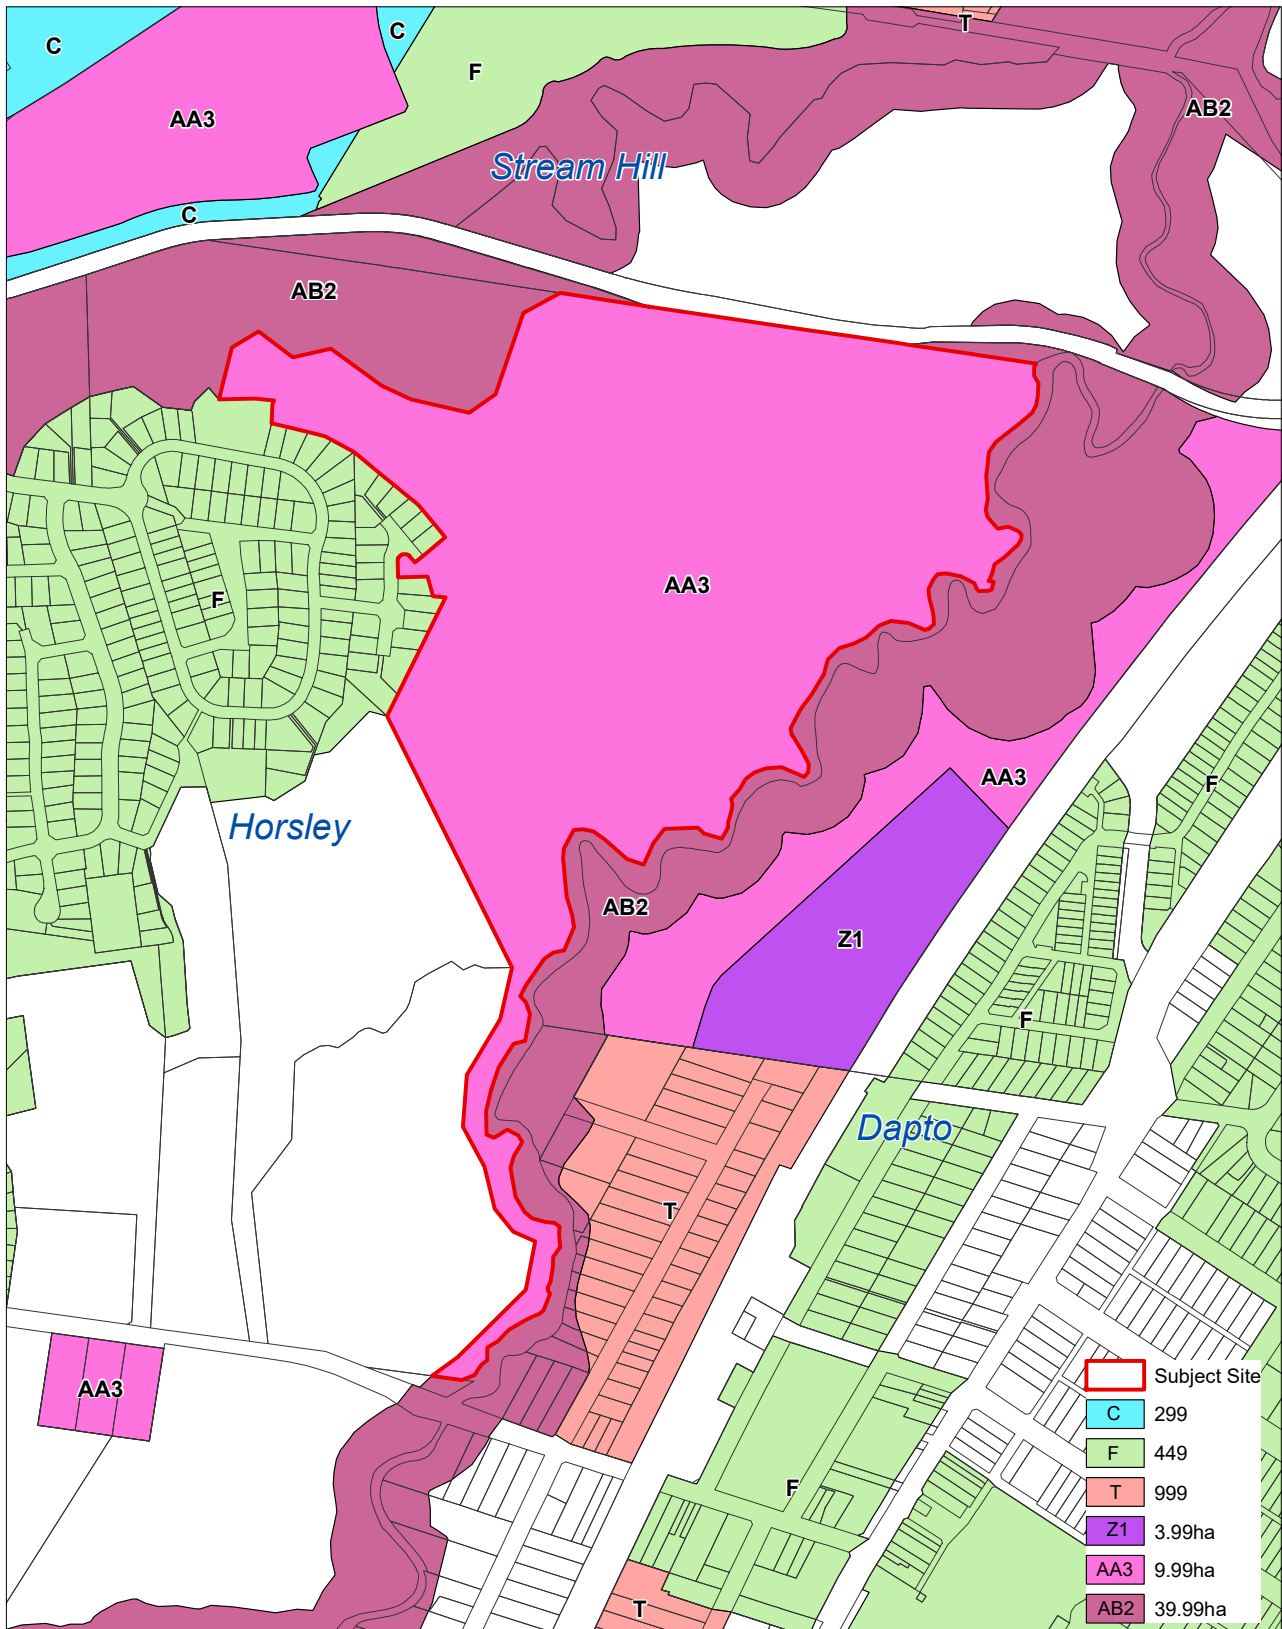 C
C
T
F
AB2
AA3
Stream Hill
C
AB2
AA3
F
AA3
F
Horsley
AB2
Z1
F
Dapto
T
AA3
F
T
Subject Site
C 299
F 449
T 999
Z1 3.99ha
AA3 9.99ha
AB2 39.99ha